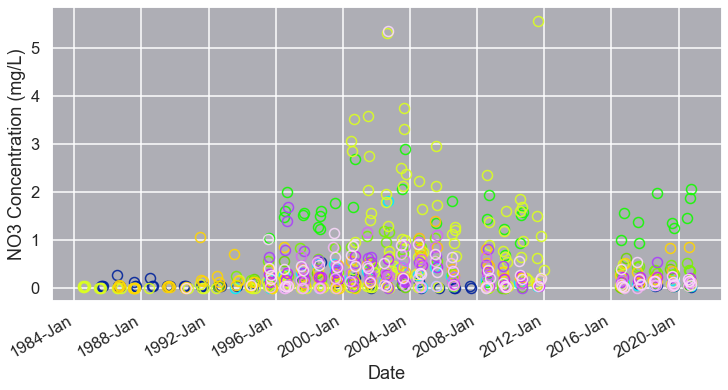 NO3 Concentration (mg/L)
5
4
3
2
1
0
1984-Jan
1988-Jan
1992-Jan
1996-Jan
2000-Jan
2004-Jan
2008-Jan
2012-Jan
2016-Jan
2020-Jan
Date